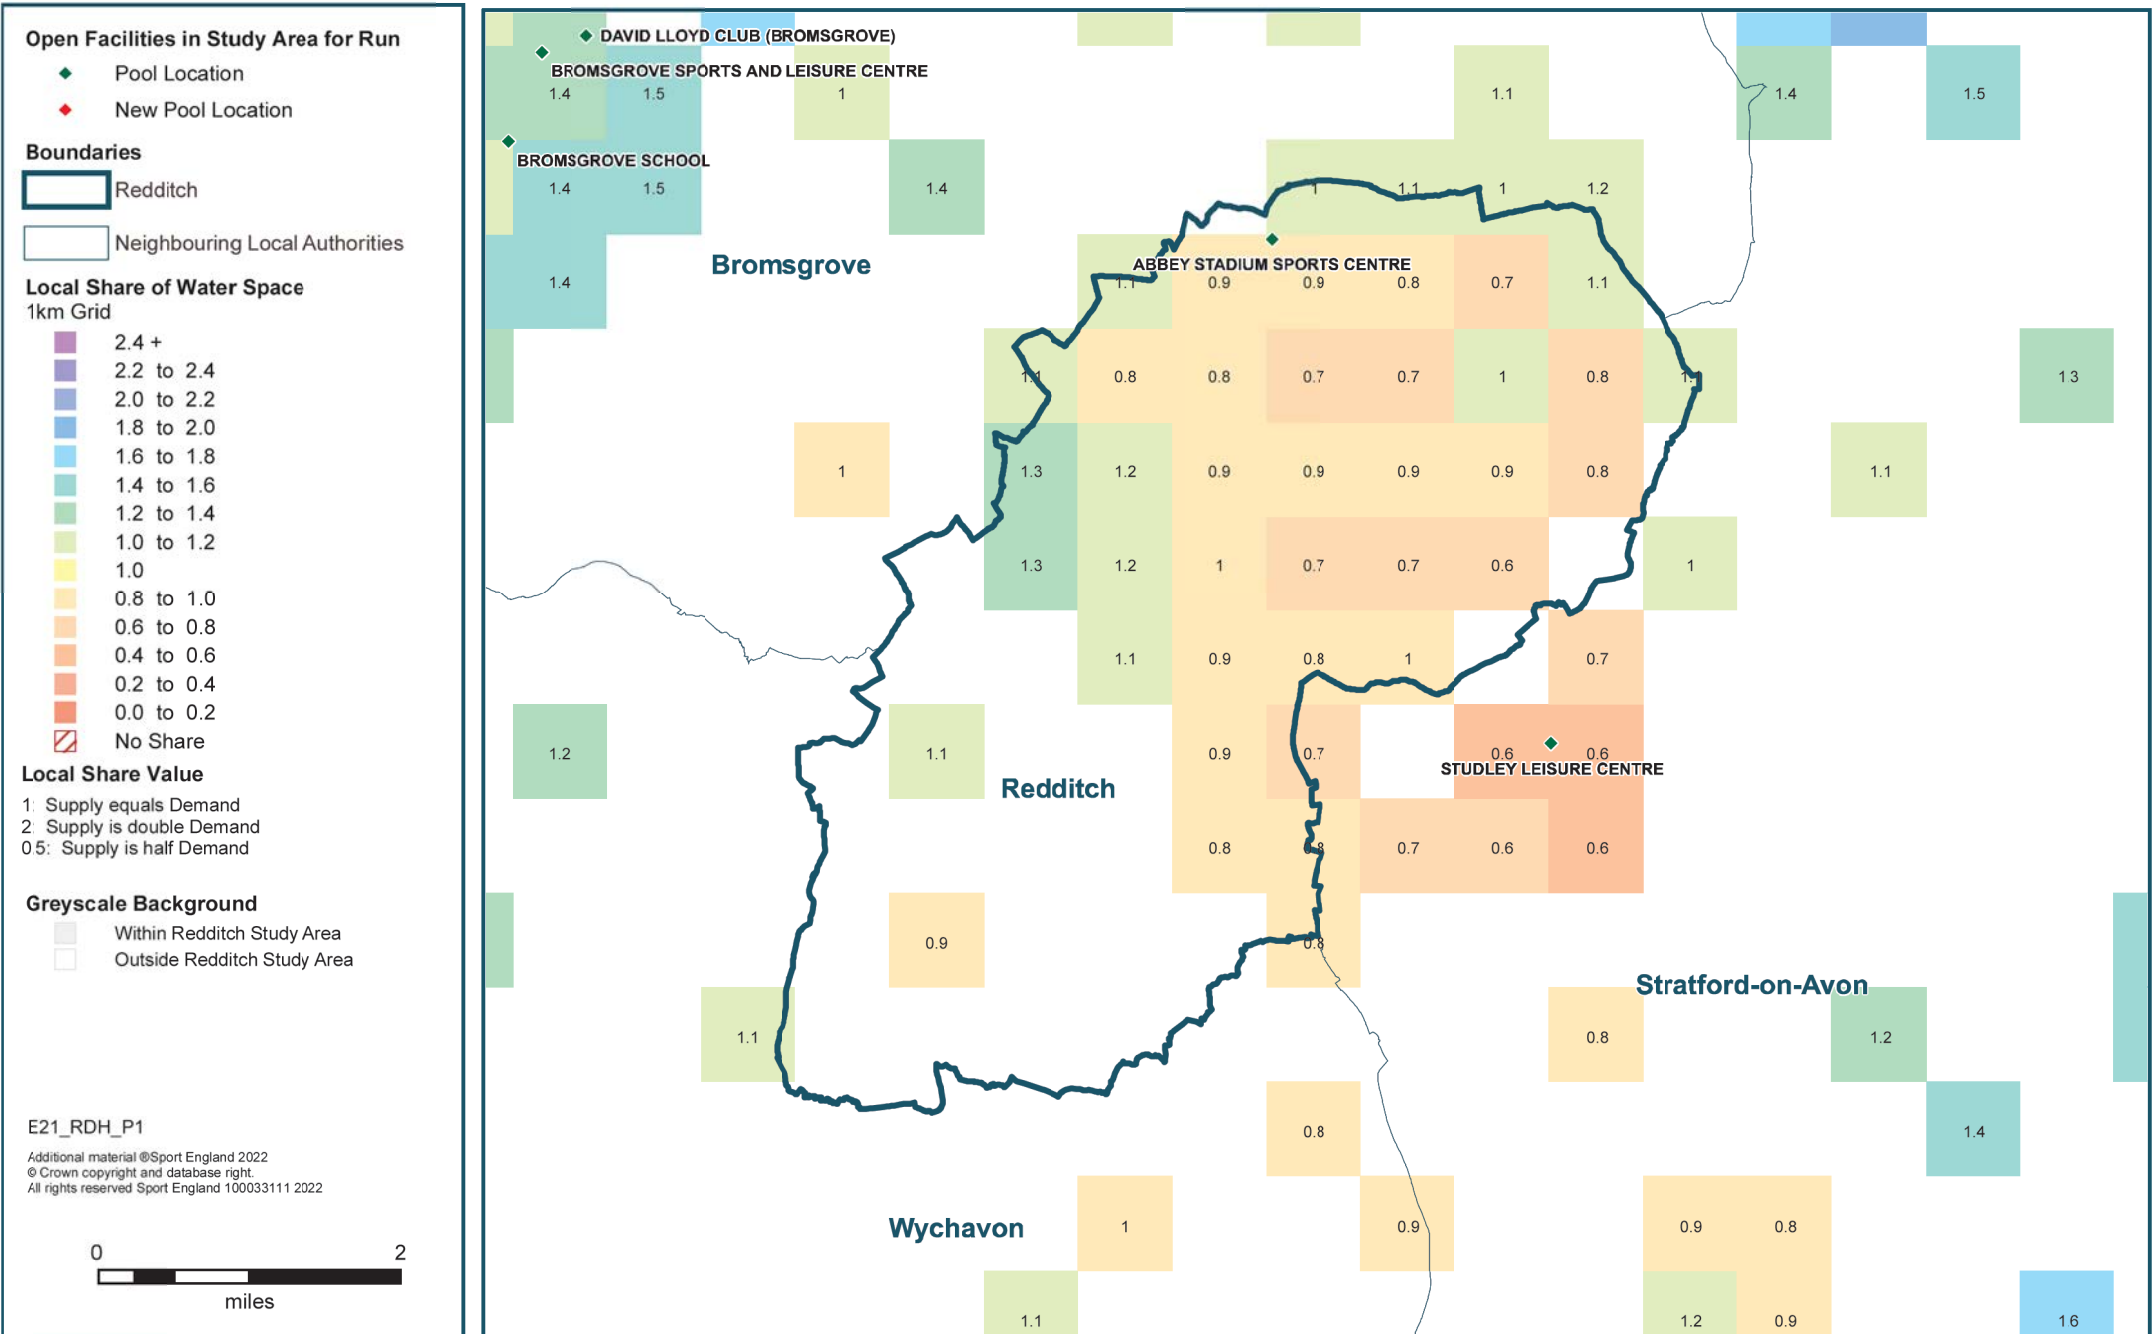 Open Facilities in Study Area for Run
Pool Location
New Pool Location
Boundaries
Redditch
Neighbouring Local Authorities
Local Share of Water Space
1km Grid
2.4 +
2.2 to 2.4
2.0 to 2.2
1.8 to 2.0
1.6 to 1.8
1.4 to 1.6
1.2 to 1.4
1.0 to 1.2
1.0
0.8 to 1.0
0.6 to 0.8
0.4 to 0.6
0.2 to 0.4
0.0 to 0.2
No Share
Local Share Value
1: Supply equals Demand
2: Supply is double Demand
0.5: Supply is half Demand
Greyscale Background
Within Redditch Study Area
Outside Redditch Study Area
E21_RDH_P1
Additional material ®Sport England 2022
© Crown copyright and database right.
All rights reserved Sport England 100033111 2022
0 2
miles
DAVID LLOYD CLUB (BROMSGROVE)
BROMSGROVE SPORTS AND LEISURE CENTRE
1.4 1.5 1 1.1 1.4 1.5
BROMSGROVE SCHOOL
1.4 1.5 1.4 1 1.1 1 1.2
Bromsgrove
ABBEY STADIUM SPORTS CENTRE
1.4 1.1 0.9 0.9 0.8 0.7 1.1
1.1 0.8 0.8 0.7 0.7 1 0.8 1.1 1.3
1 1.3 1.2 0.9 0.9 0.9 0.9 0.8 1.1
1.3 1.2 1 0.7 0.7 0.6 1
1.1 0.9 0.8 1 0.7
1.2 1.1 0.9 0.7 0.6 0.6
STUDLEY LEISURE CENTRE
Redditch
0.8 0.8 0.7 0.6 0.6
0.9 0.8
Stratford-on-Avon
1.1 0.8 1.2
0.8 1.4
Wychavon
1 0.9 0.9 0.8
1.1 1.2 0.9 1.6